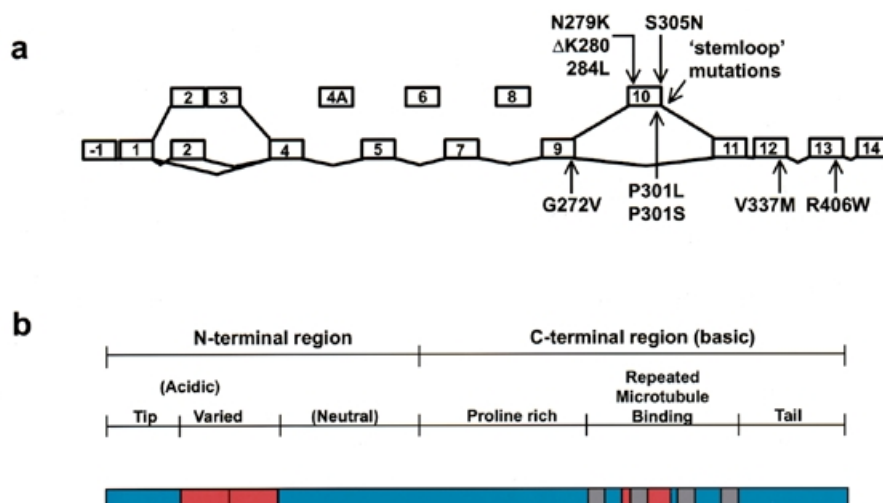 a
N279K
ΔK280
284L
S305N
'stemloop'
mutations
2 3 4A 6 8 10
-1 1 2 4 5 7 9 11 12 13 14
G272V
P301L
P301S
V337M R406W
b
N-terminal region C-terminal region (basic)
(Acidic)
Tip Varied (Neutral) Proline rich
Repeated
Microtubule
Binding
Tail